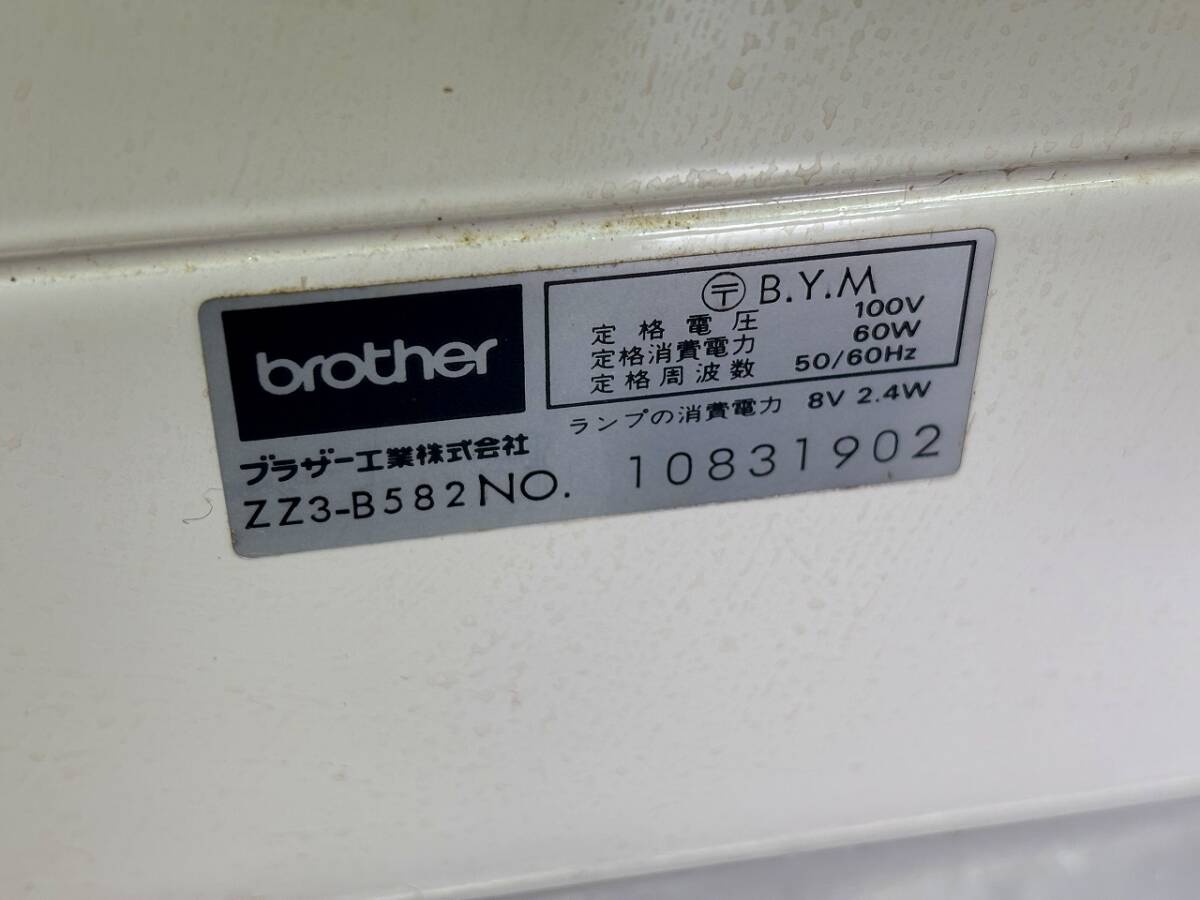 brother
ブラザー工業株式会社
ZZ3-B582 NO. 10831902
〶 B.Y.M
定格電圧 100V
定格消費電力 60W
定格周波数 50/60Hz
ランプの消費電力 8V 2.4W